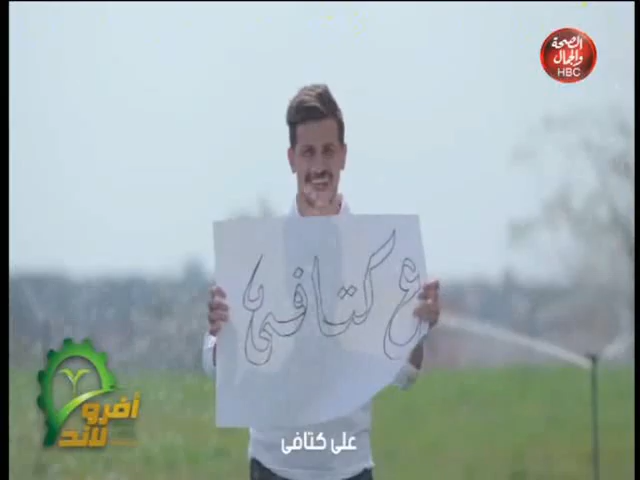 الصحة
والجمال
HBC
ع كتافي
أفرو
لاند
على كتافى